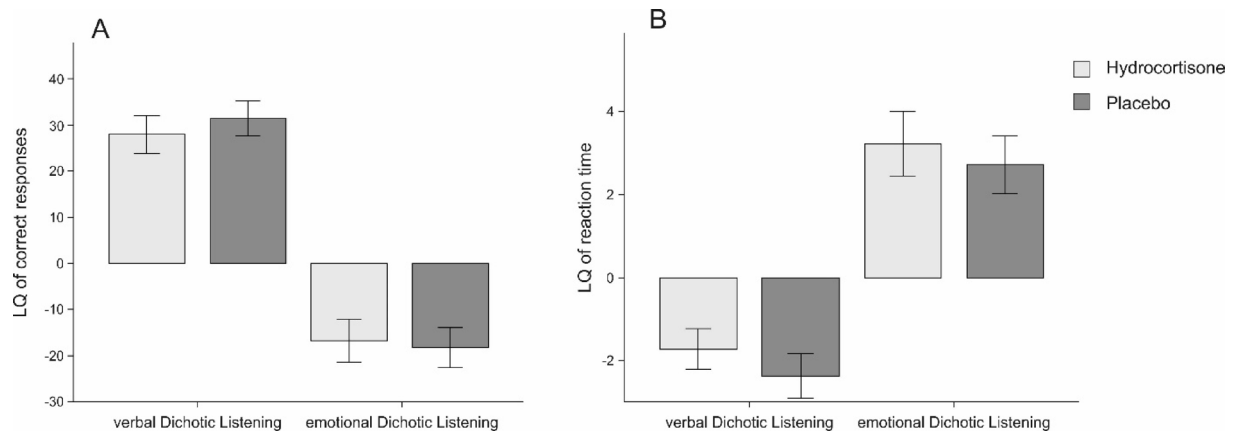 A
LQ of correct responses
40
30
20
10
0
-10
-20
-30
verbal Dichotic Listening
emotional Dichotic Listening
B
LQ of reaction time
4
2
0
-2
verbal Dichotic Listening
emotional Dichotic Listening
Hydrocortisone
Placebo